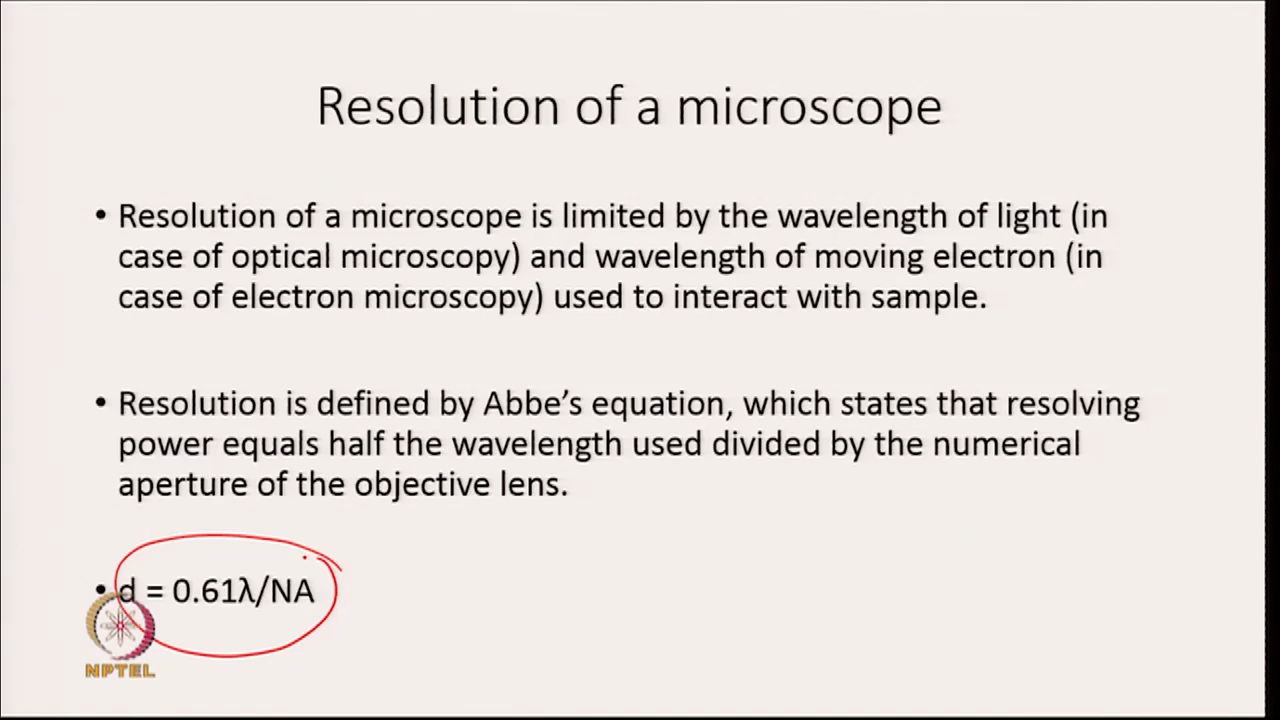 Resolution of a microscope
• Resolution of a microscope is limited by the wavelength of light (in
case of optical microscopy) and wavelength of moving electron (in
case of electron microscopy) used to interact with sample.
• Resolution is defined by Abbe’s equation, which states that resolving
power equals half the wavelength used divided by the numerical
aperture of the objective lens.
• d = 0.61λ/NA
NPTEL